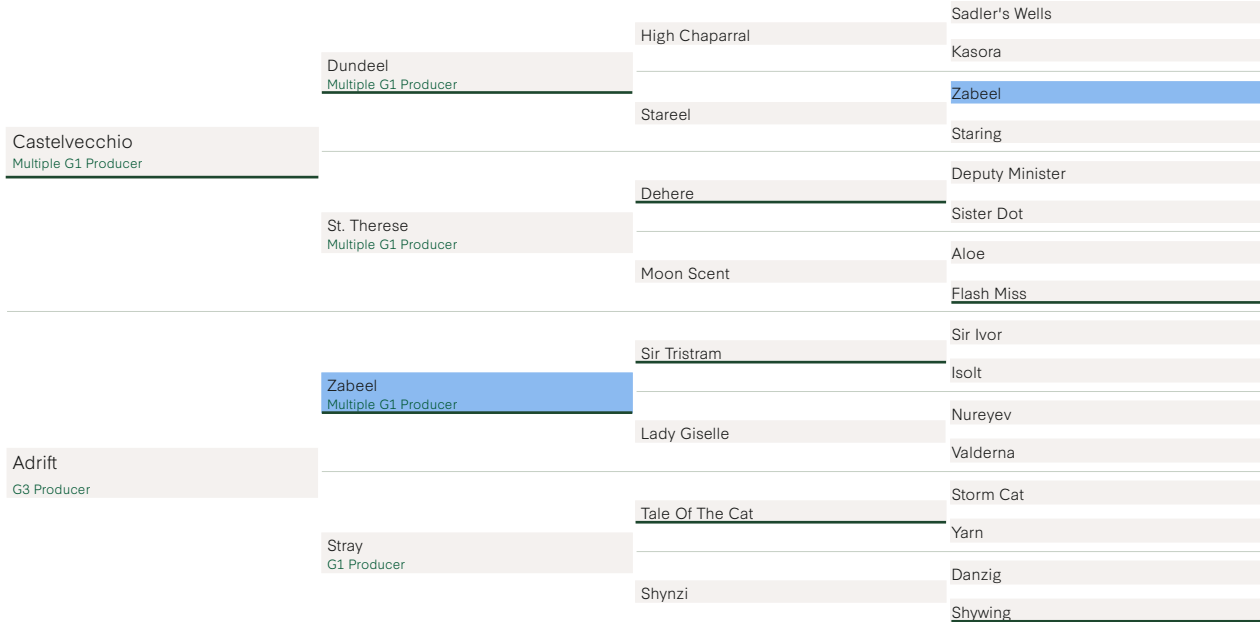 Castelvecchio
Multiple G1 Producer
Adrift
G3 Producer
Dundeel
Multiple G1 Producer
St. Therese
Multiple G1 Producer
Zabeel
Multiple G1 Producer
Stray
G1 Producer
High Chaparral
Stareel
Dehere
Moon Scent
Sir Tristram
Lady Giselle
Tale Of The Cat
Shynzi
Sadler's Wells
Kasora
Zabeel
Staring
Deputy Minister
Sister Dot
Aloe
Flash Miss
Sir Ivor
Isolt
Nureyev
Valderna
Storm Cat
Yarn
Danzig
Shywing